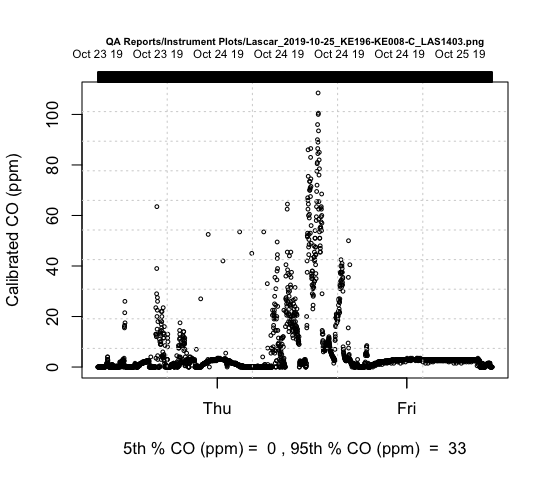 QA Reports/Instrument Plots/Lascar_2019-10-25_KE196-KE008-C_LAS1403.png
Oct 23 19 Oct 23 19 Oct 24 19 Oct 24 19 Oct 24 19 Oct 24 19 Oct 25 19
Calibrated CO (ppm)
100
80
60
40
20
0
Thu Fri
5th % CO (ppm) = 0 , 95th % CO (ppm) = 33